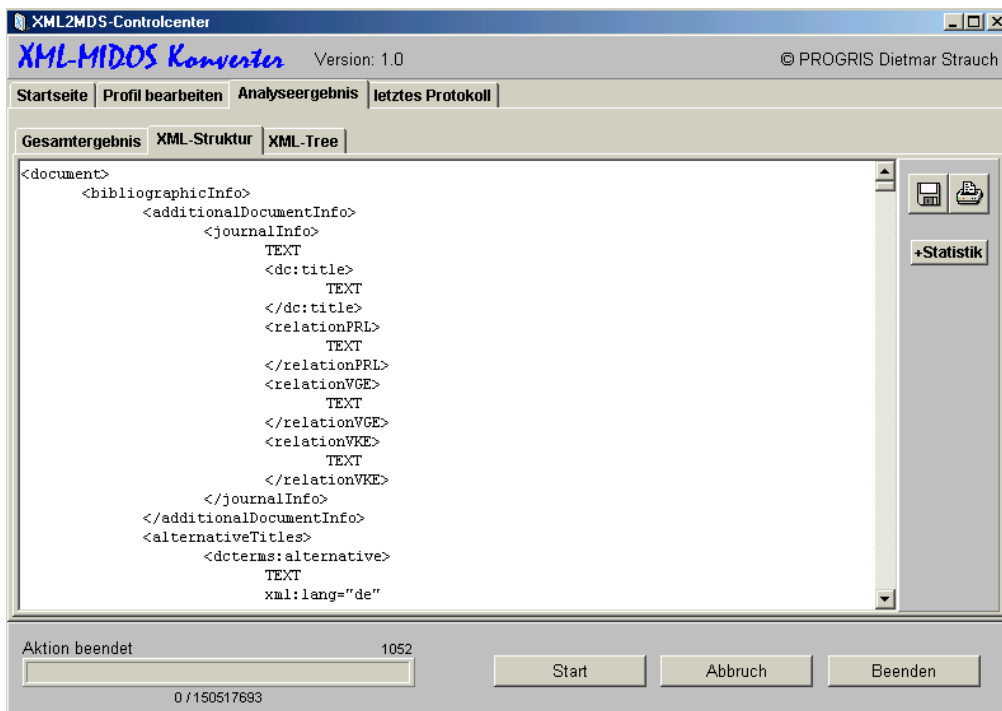 XML2MDS-Controlcenter
XML-MIDOS Konverter Version: 1.0 © PROGRIS Dietmar Strauch
Startseite Profil bearbeiten Analyseergebnis letztes Protokoll
Gesamtergebnis XML-Struktur XML-Tree
<document>
<bibliographicInfo>
<additionalDocumentInfo>
<journalInfo>
TEXT
<dc:title>
TEXT
</dc:title>
<relationPRL>
TEXT
</relationPRL>
<relationVGE>
TEXT
</relationVGE>
<relationVKE>
TEXT
</relationVKE>
</journalInfo>
</additionalDocumentInfo>
<alternativeTitles>
<dcterms:alternative>
TEXT
xml:lang="de"
+Statistik
Aktion beendet 1052
0 / 150517693
Start Abbruch Beenden